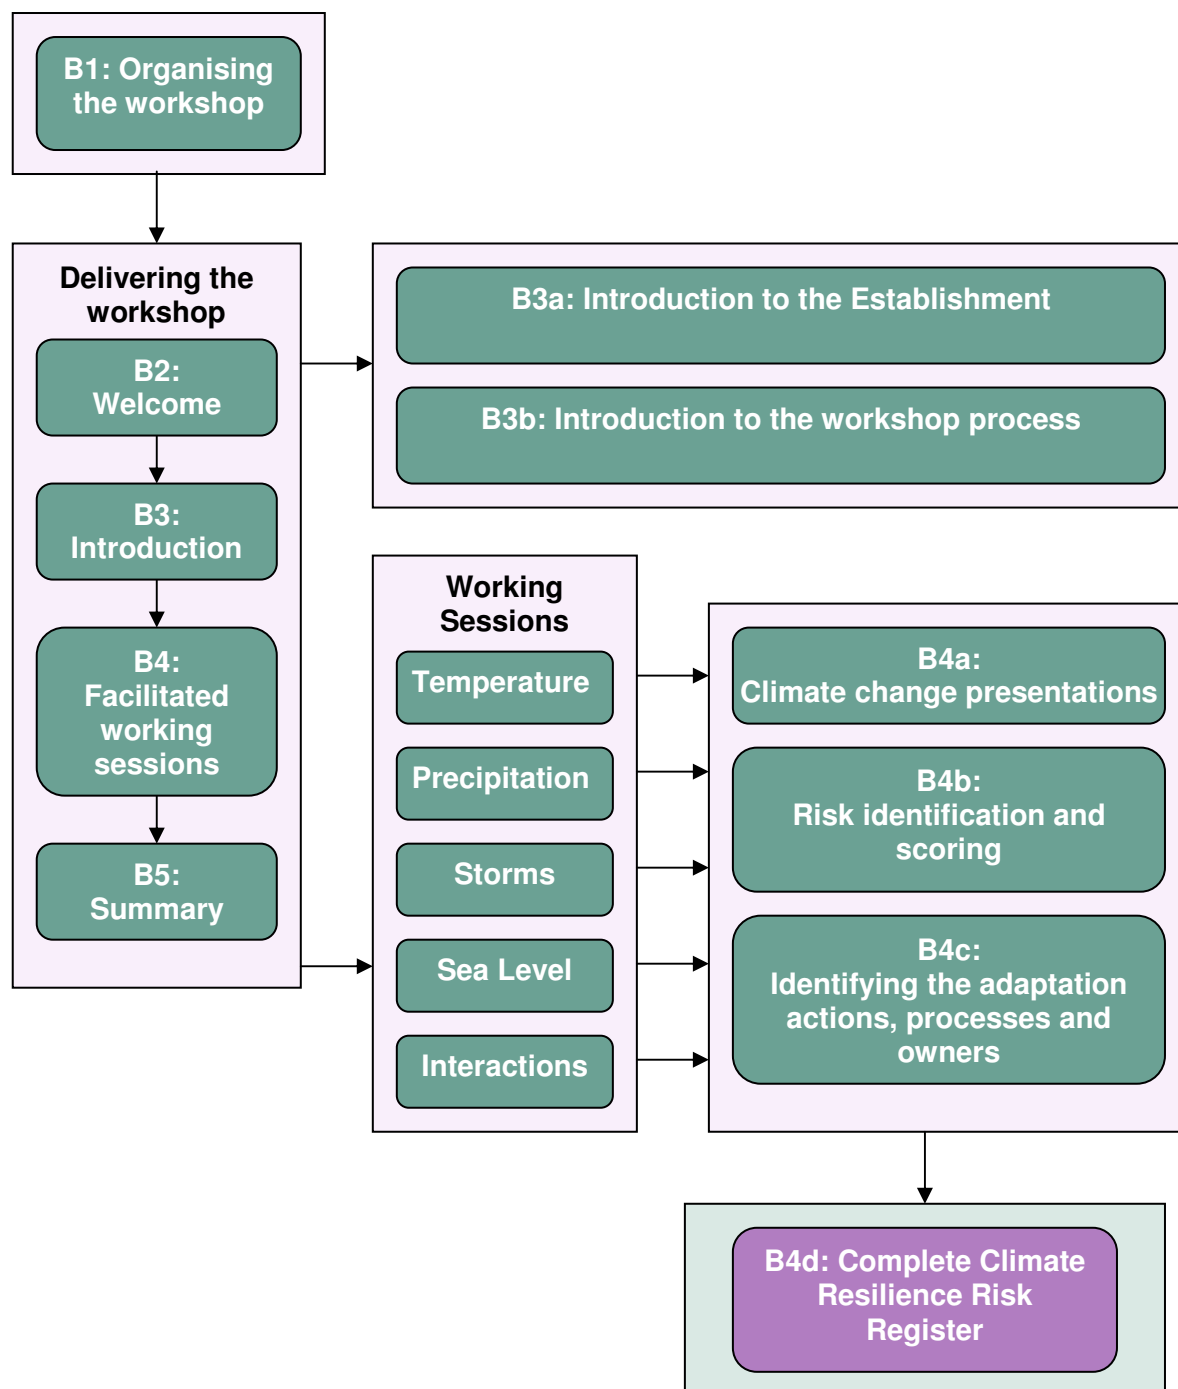 B1: Organising
the workshop
Delivering the
workshop
B2:
Welcome
B3:
Introduction
B4:
Facilitated
working
sessions
B5:
Summary
B3a: Introduction to the Establishment
B3b: Introduction to the workshop process
Working
Sessions
Temperature
Precipitation
Storms
Sea Level
Interactions
B4a:
Climate change presentations
B4b:
Risk identification and
scoring
B4c:
Identifying the adaptation
actions, processes and
owners
B4d: Complete Climate
Resilience Risk
Register